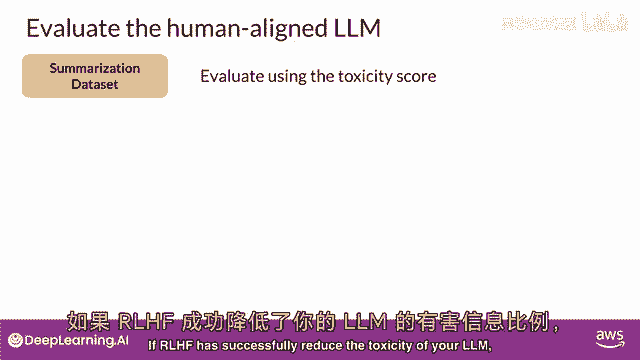 Evaluate the human-aligned LLM
Summarization
Dataset
Evaluate using the toxicity score
如果 RLHF 成功降低了你的 LLM 的有害信息比例，
If RLHF has successfully reduce the toxicity of your LLM,
DeepLearning.AI
aws